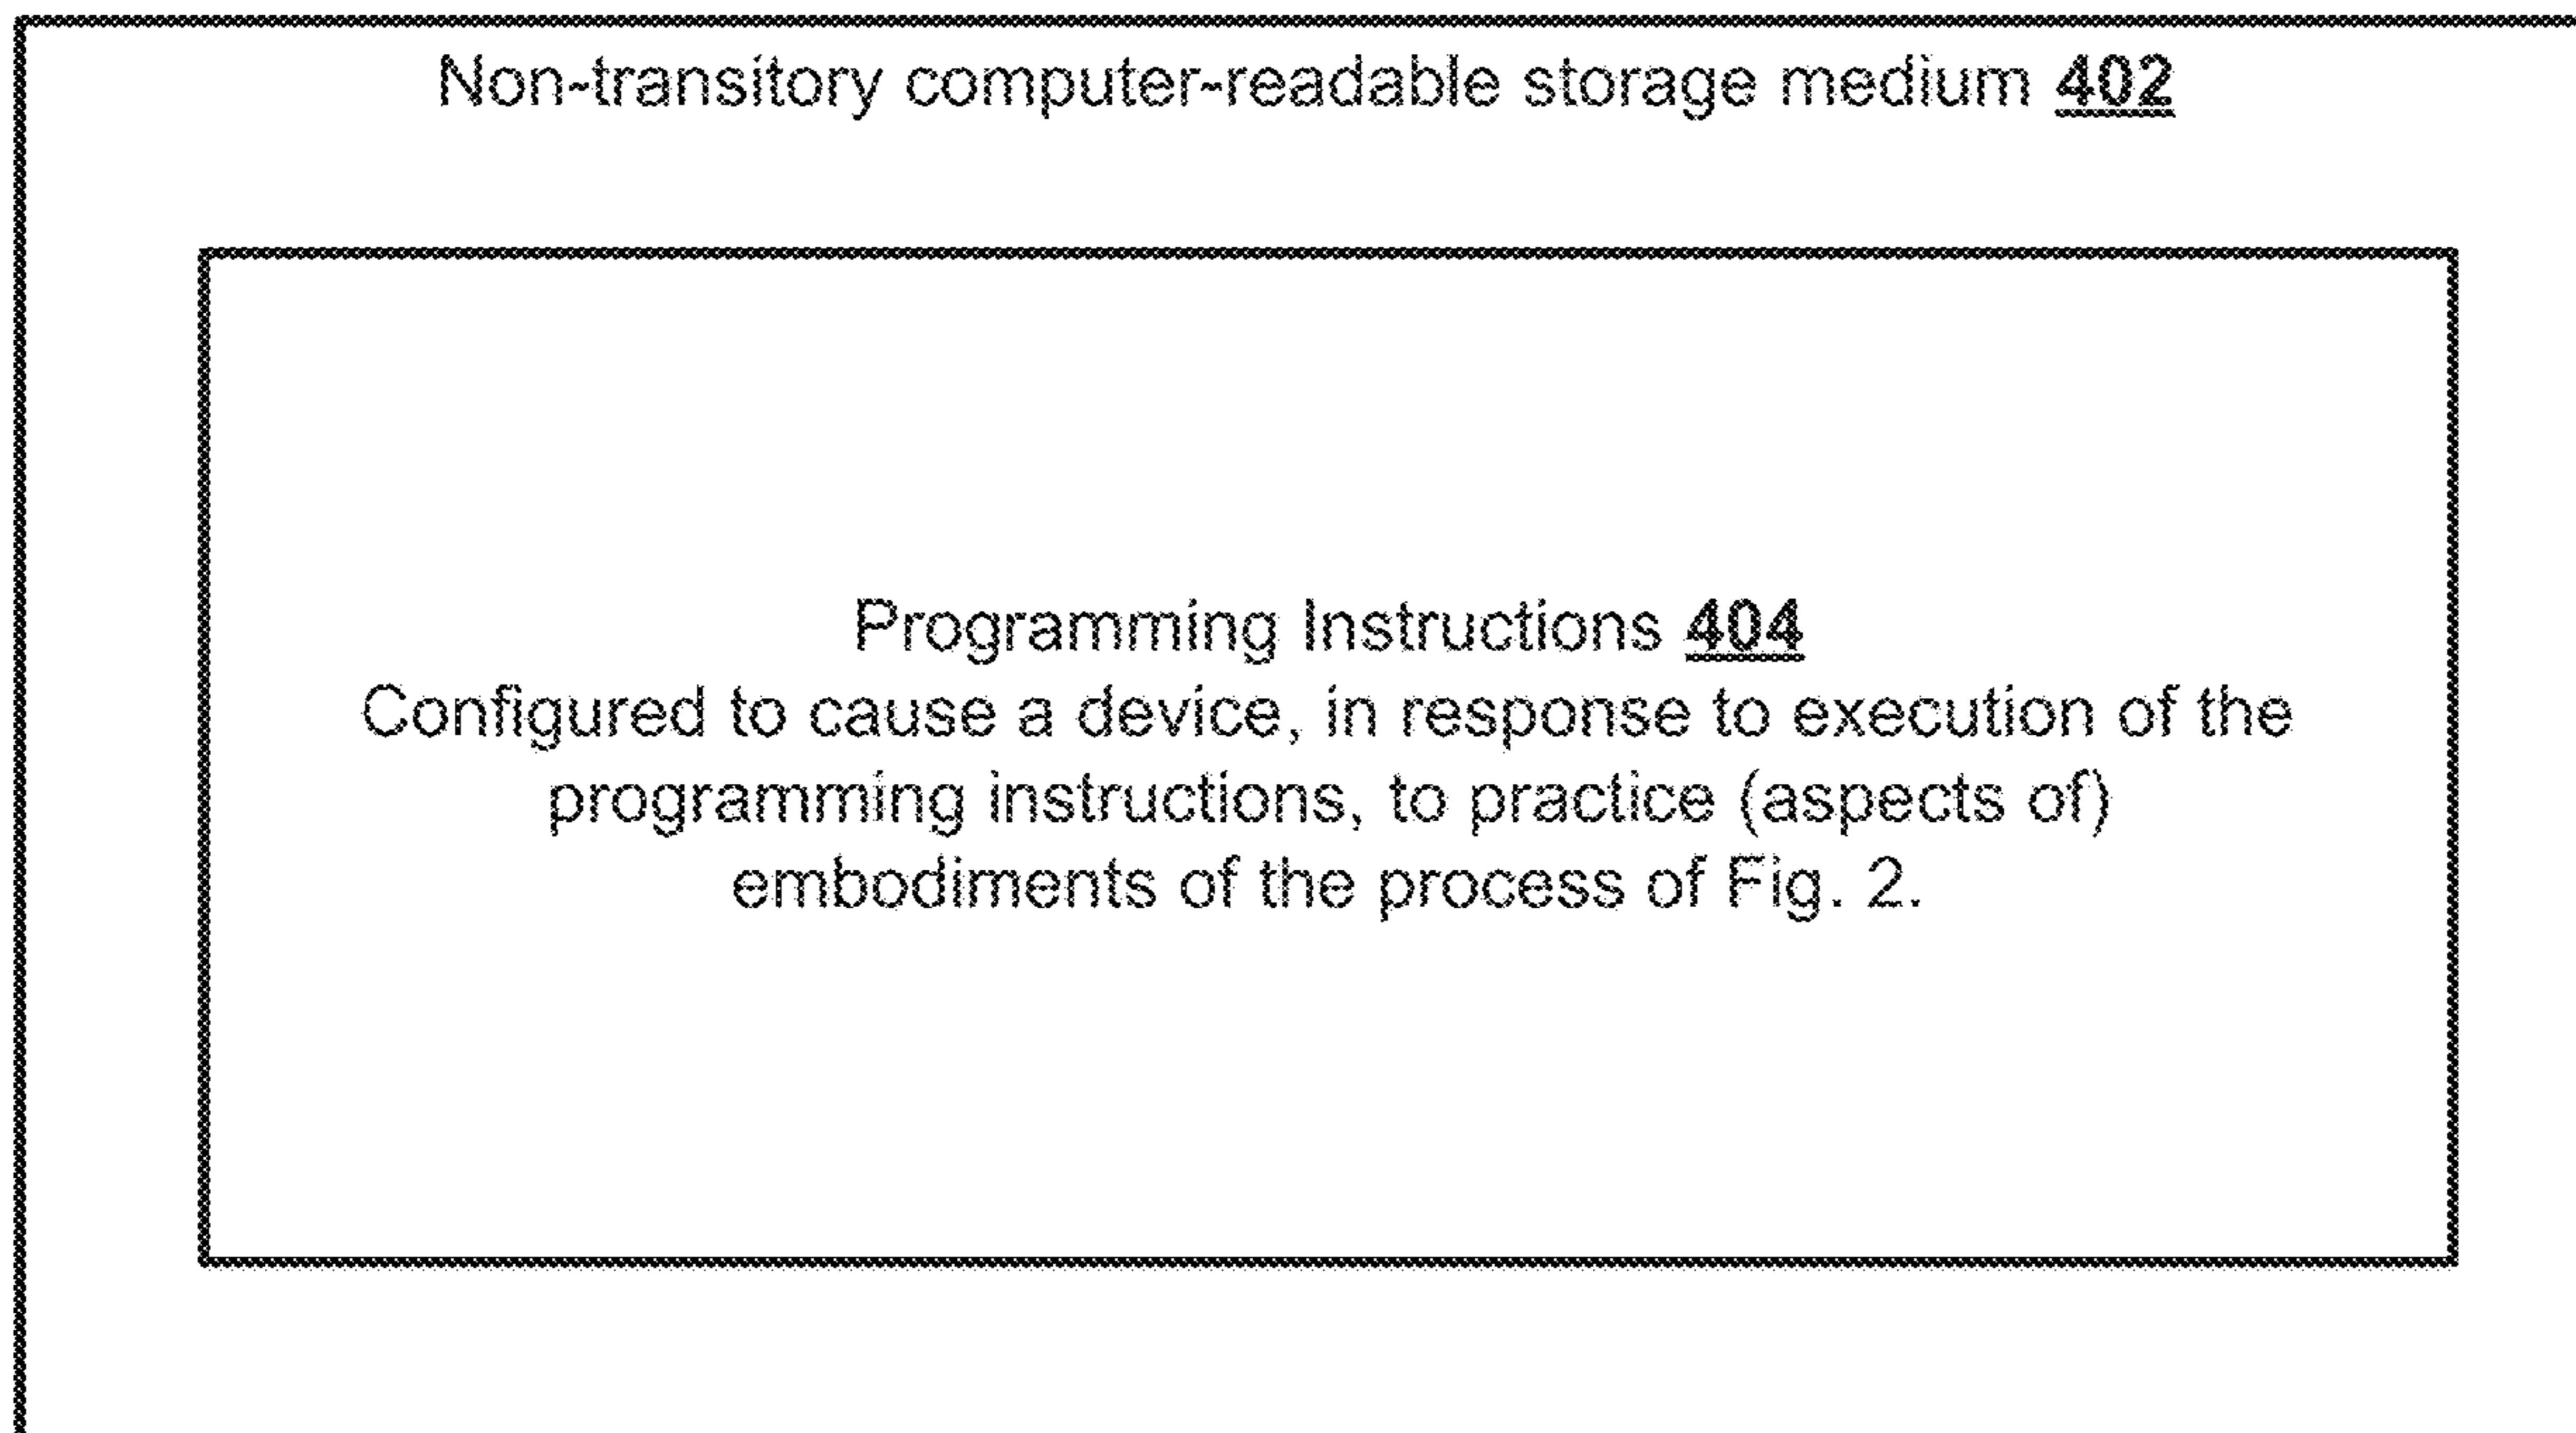 Non-transitory computer-readable storage medium 402
Programming Instructions 404
Configured to cause a device, in response to execution of the
programming instructions, to practice (aspects of)
embodiments of the process of Fig. 2.